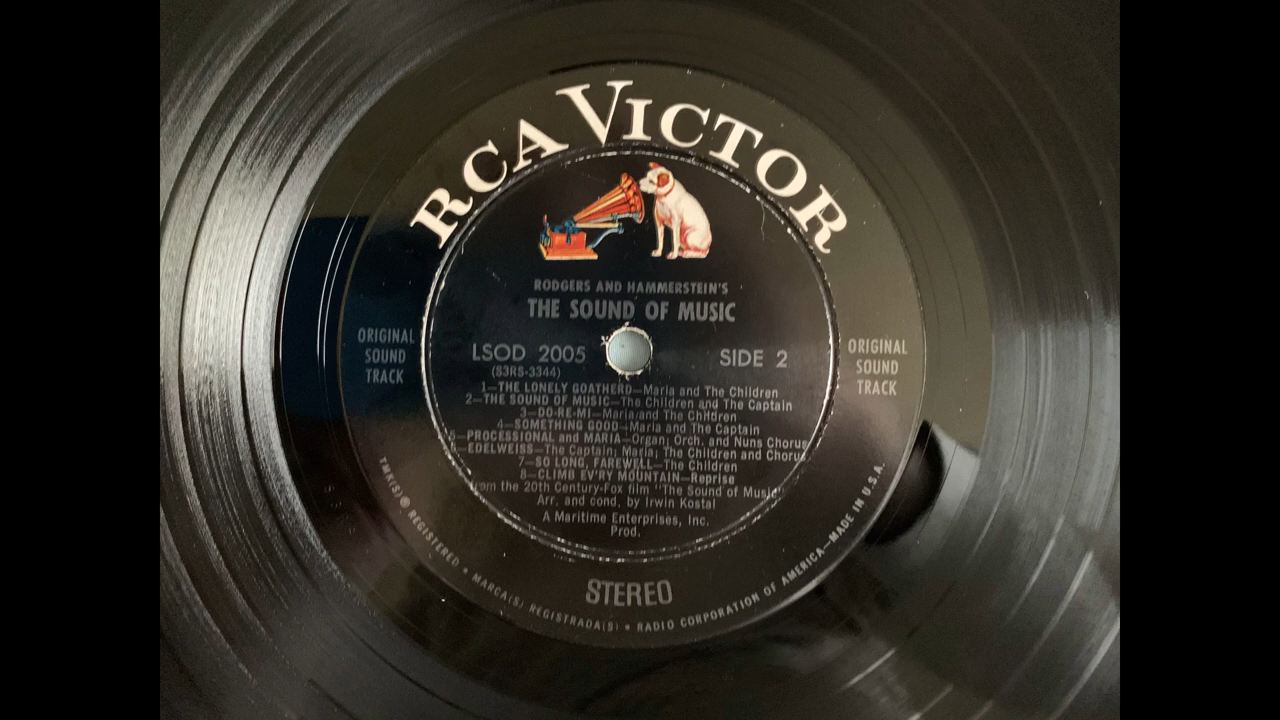 RCA VICTOR
RODGERS AND HAMMERSTEIN'S
THE SOUND OF MUSIC
ORIGINAL
SOUND
TRACK
LSOD 2005
SIDE 2
ORIGINAL
SOUND
TRACK
(S3RS-3344)
1—THE LONELY GOATHERD—Maria and The Children
2—THE SOUND OF MUSIC—The Children and The Captain
3—DO-RE-MI—Maria and The Children
4—SOMETHING GOOD—Maria and The Captain
5—PROCESSIONAL and MARIA—Organ; Orch. and Nuns Chorus
6—EDELWEISS—The Captain; Maria; The Children and Chorus
7—SO LONG, FAREWELL—The Children
8—CLIMB EV'RY MOUNTAIN—Reprise
from the 20th Century-Fox film "The Sound of Music"
Arr. and cond. by Irwin Kostal
A Maritime Enterprises, Inc.
Prod.
STEREO
TMK(S) ® REGISTERED • MARCA(S) REGISTRADA(S) • RADIO CORPORATION OF AMERICA—MADE IN U.S.A.